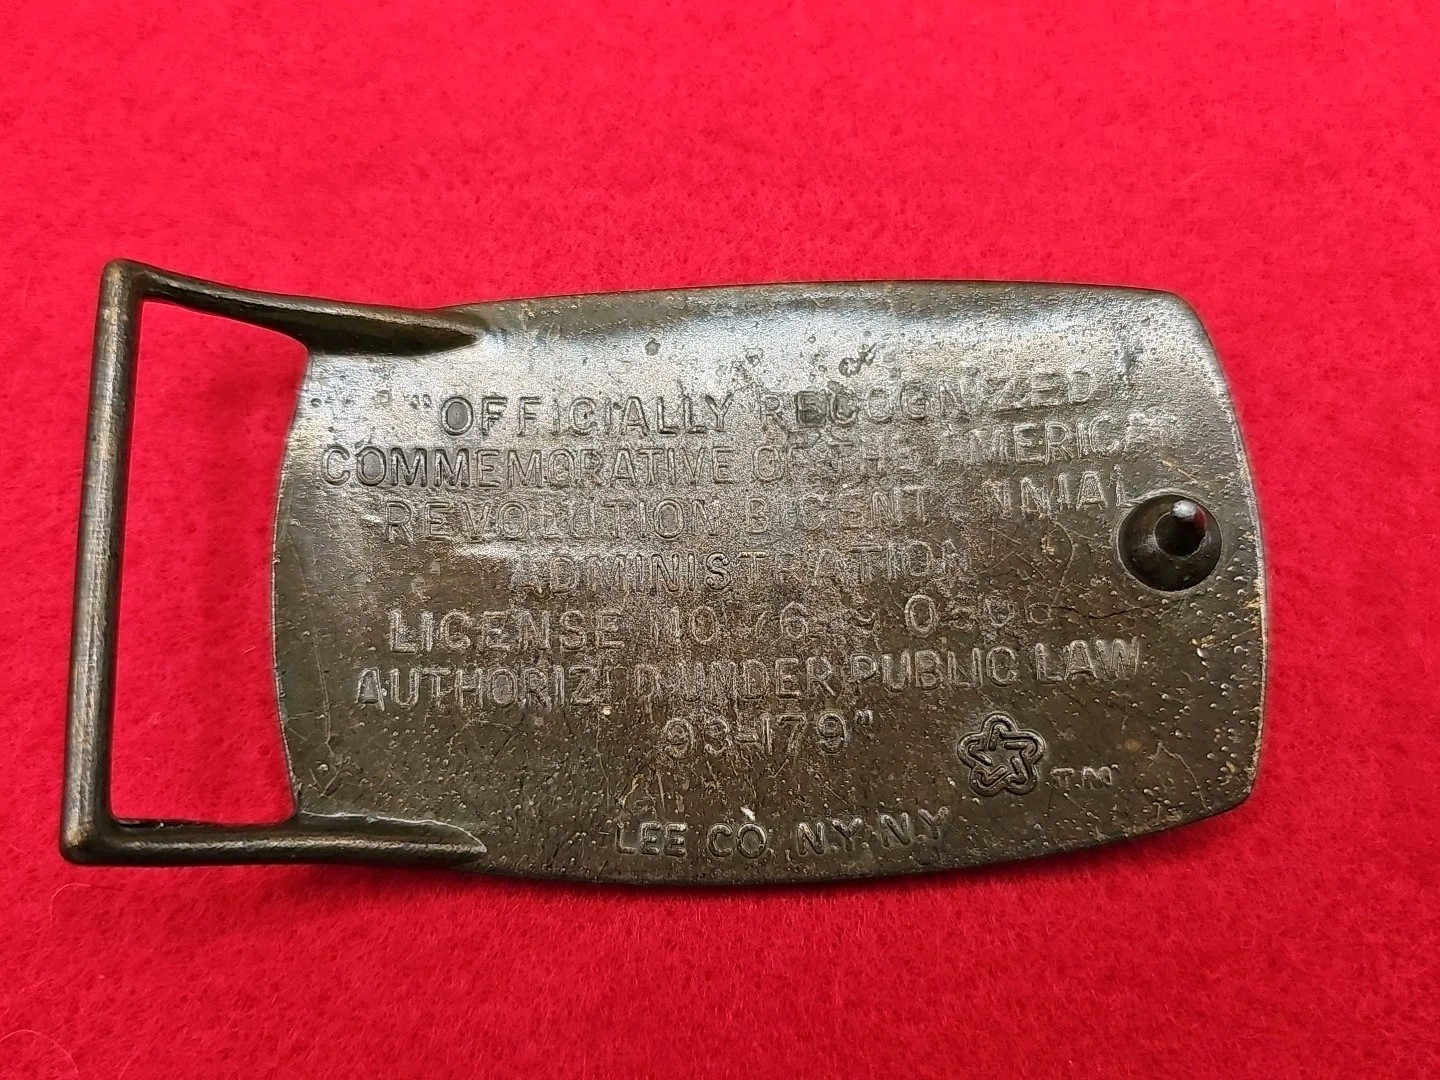 "OFFICIALLY RECOGNIZED
COMMEMORATIVE OF THE AMERICAN
REVOLUTION BICENTENNIAL
ADMINISTRATION
LICENSE NO
AUTHORIZED UNDER PUBLIC LAW
93-179"
T.M.
LEE CO. N.Y. N.Y.